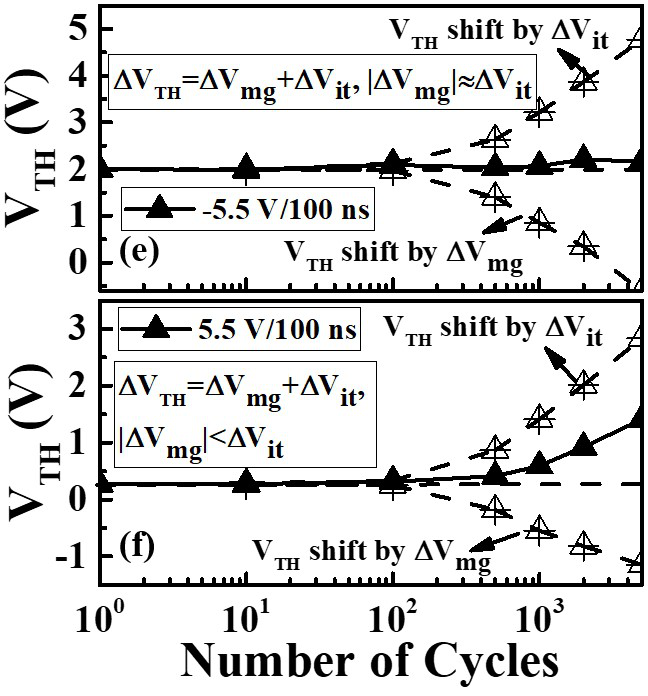 5
V_TH shift by ΔV_it
4
ΔV_TH=ΔV_mg+ΔV_it, |ΔV_mg|≈ΔV_it
3
V_TH (V)
2
1
-5.5 V/100 ns
0
(e)
V_TH shift by ΔV_mg
3
5.5 V/100 ns
V_TH shift by ΔV_it
2
ΔV_TH=ΔV_mg+ΔV_it,
|ΔV_mg|<ΔV_it
V_TH (V)
1
0
-1
(f)
V_TH shift by ΔV_mg
10^0 10^1 10^2 10^3
Number of Cycles